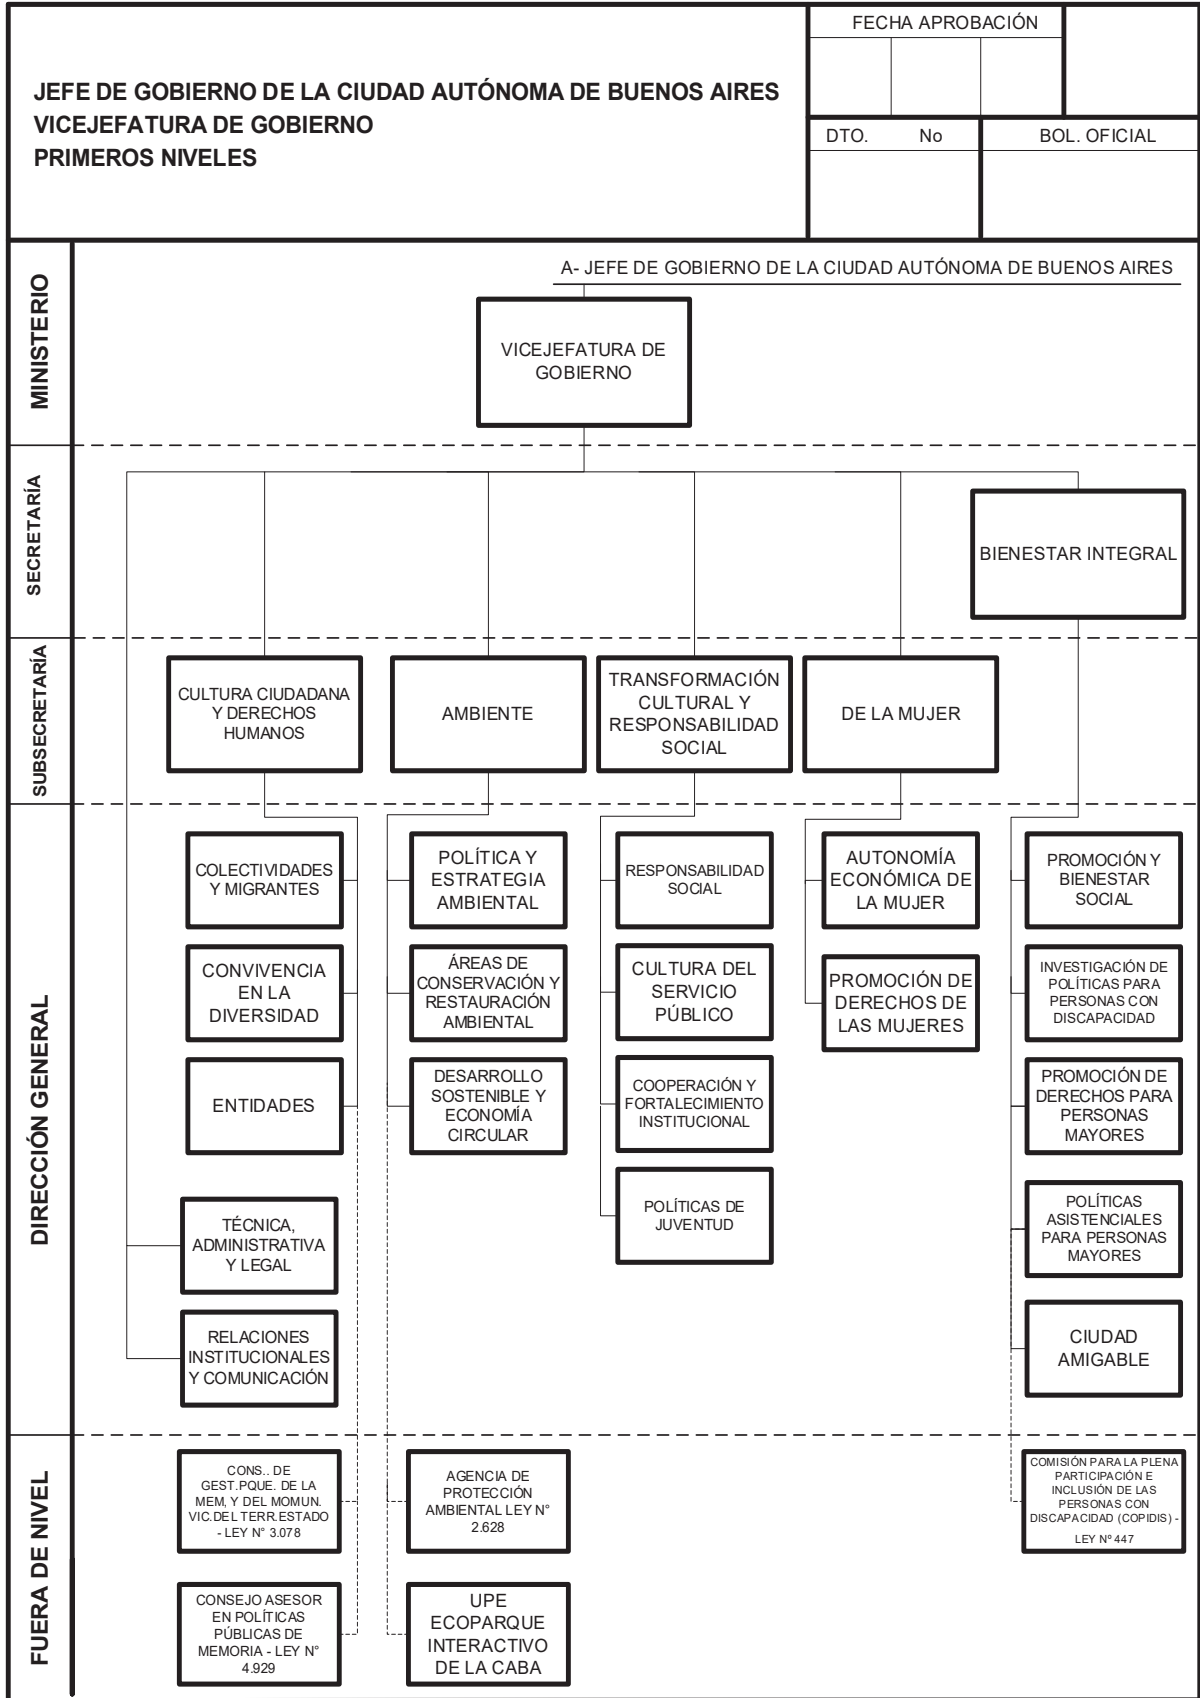 JEFE DE GOBIERNO DE LA CIUDAD AUTÓNOMA DE BUENOS AIRES
VICEJEFATURA DE GOBIERNO
PRIMEROS NIVELES
FECHA APROBACIÓN
DTO. No
BOL. OFICIAL
MINISTERIO
A- JEFE DE GOBIERNO DE LA CIUDAD AUTÓNOMA DE BUENOS AIRES
VICEJEFATURA DE
GOBIERNO
SECRETARÍA
BIENESTAR INTEGRAL
SUBSECRETARÍA
CULTURA CIUDADANA
Y DERECHOS
HUMANOS
AMBIENTE
TRANSFORMACIÓN
CULTURAL Y
RESPONSABILIDAD
SOCIAL
DE LA MUJER
DIRECCIÓN GENERAL
COLECTIVIDADES
Y MIGRANTES
POLÍTICA Y
ESTRATEGIA
AMBIENTAL
RESPONSABILIDAD
SOCIAL
AUTONOMÍA
ECONÓMICA DE
LA MUJER
PROMOCIÓN Y
BIENESTAR
SOCIAL
CONVIVENCIA
EN LA
DIVERSIDAD
ÁREAS DE
CONSERVACIÓN Y
RESTAURACIÓN
AMBIENTAL
CULTURA DEL
SERVICIO
PÚBLICO
PROMOCIÓN DE
DERECHOS DE
LAS MUJERES
INVESTIGACIÓN DE
POLÍTICAS PARA
PERSONAS CON
DISCAPACIDAD
ENTIDADES
DESARROLLO
SOSTENIBLE Y
ECONOMÍA
CIRCULAR
COOPERACIÓN Y
FORTALECIMIENTO
INSTITUCIONAL
PROMOCIÓN DE
DERECHOS PARA
PERSONAS
MAYORES
TÉCNICA,
ADMINISTRATIVA
Y LEGAL
POLÍTICAS DE
JUVENTUD
POLÍTICAS
ASISTENCIALES
PARA PERSONAS
MAYORES
RELACIONES
INSTITUCIONALES
Y COMUNICACIÓN
CIUDAD
AMIGABLE
FUERA DE NIVEL
CONS.. DE
GEST.PQUE. DE LA
MEM, Y DEL MOMUN.
VIC.DEL TERR.ESTADO
- LEY N° 3.078
AGENCIA DE
PROTECCIÓN
AMBIENTAL LEY N°
2.628
COMISIÓN PARA LA PLENA
PARTICIPACIÓN E
INCLUSIÓN DE LAS
PERSONAS CON
DISCAPACIDAD (COPIDIS) -
LEY Nº 447
CONSEJO ASESOR
EN POLÍTICAS
PÚBLICAS DE
MEMORIA - LEY N°
4.929
UPE
ECOPARQUE
INTERACTIVO
DE LA CABA